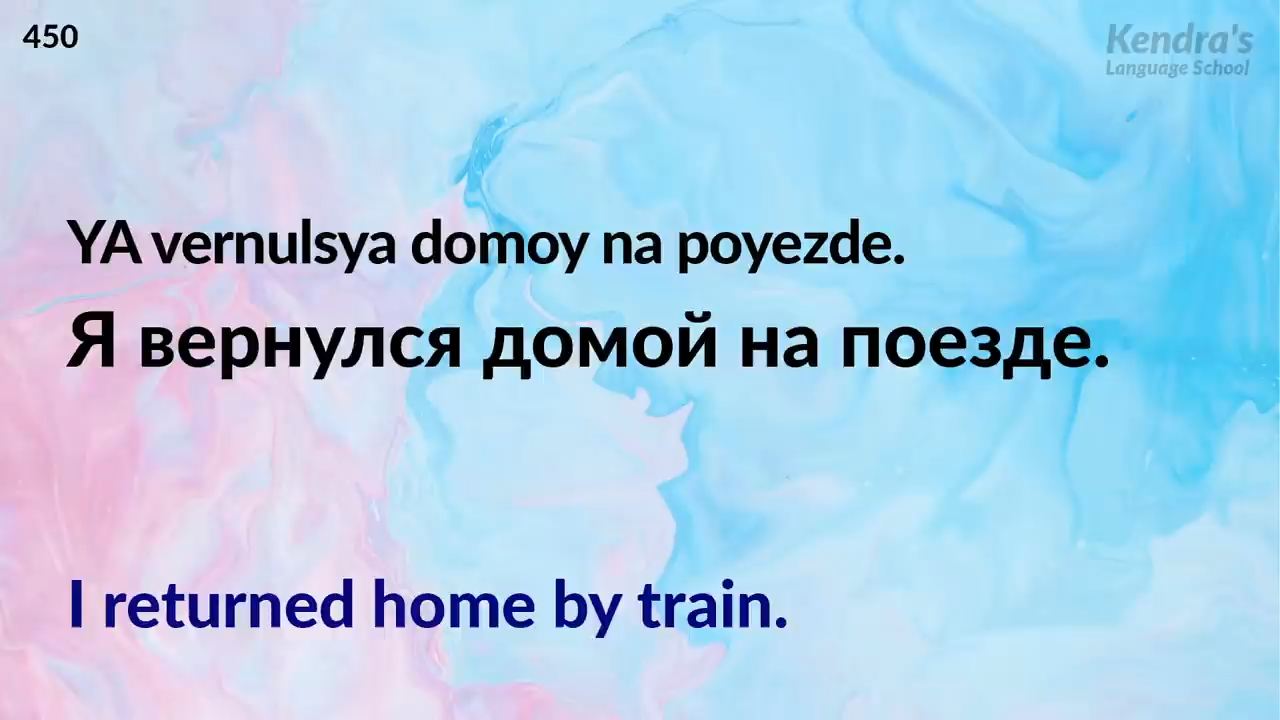 450
Kendra's
Language School
YA vernulsya domoy na poyezde.
Я вернулся домой на поезде.
I returned home by train.